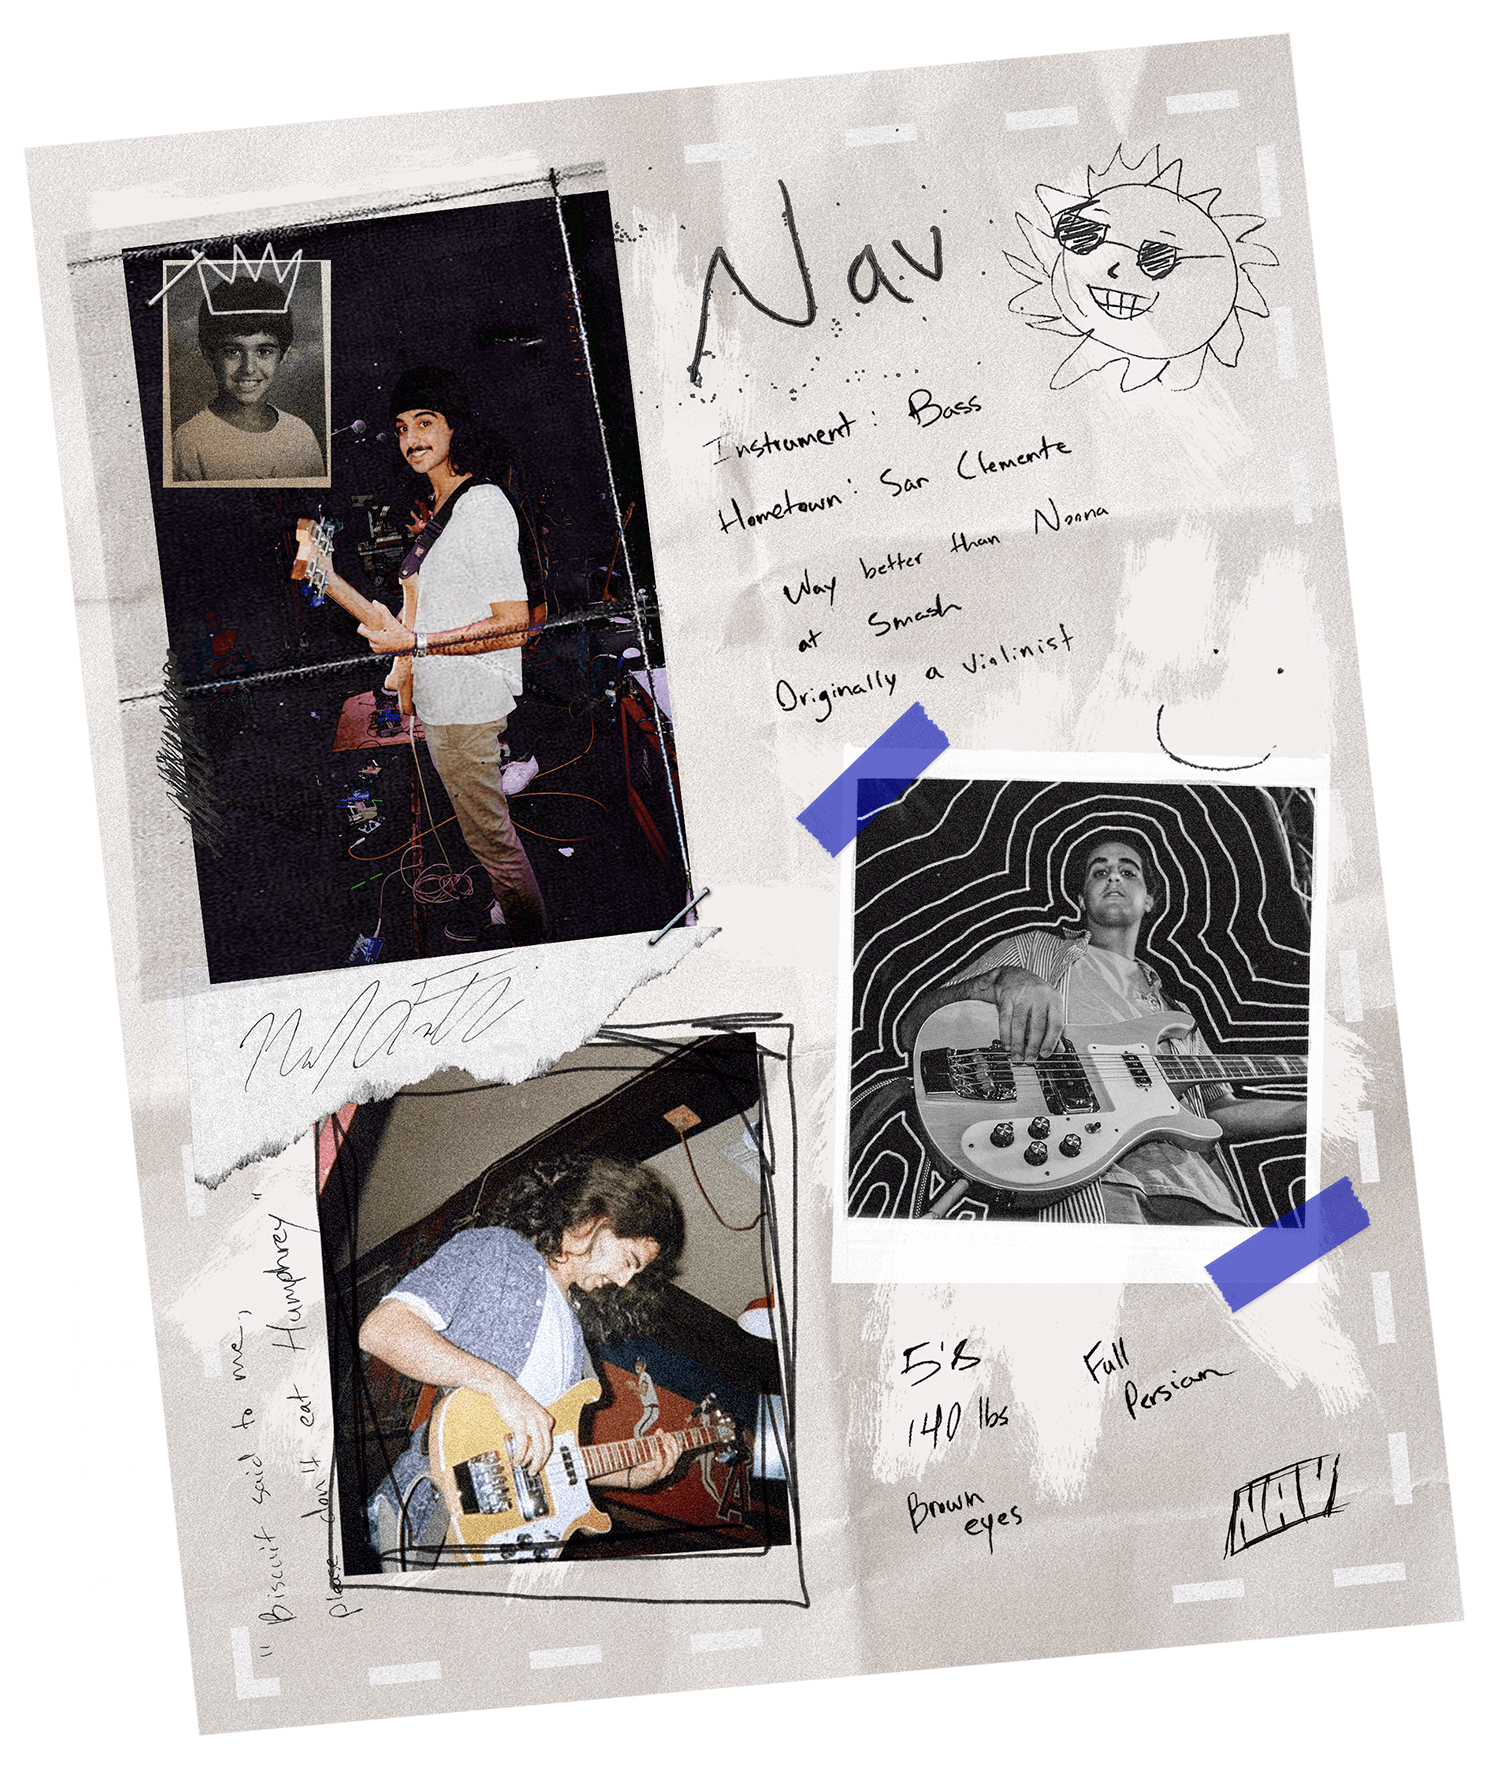 Nav
Instrument: Bass
Hometown: San Clemente
Way better than Noona
at Smash
Originally a violinist
"Biscuit said to me,
please don't eat Humphrey"
5'8
140 lbs
Brown
eyes
Full
Persian
NAV